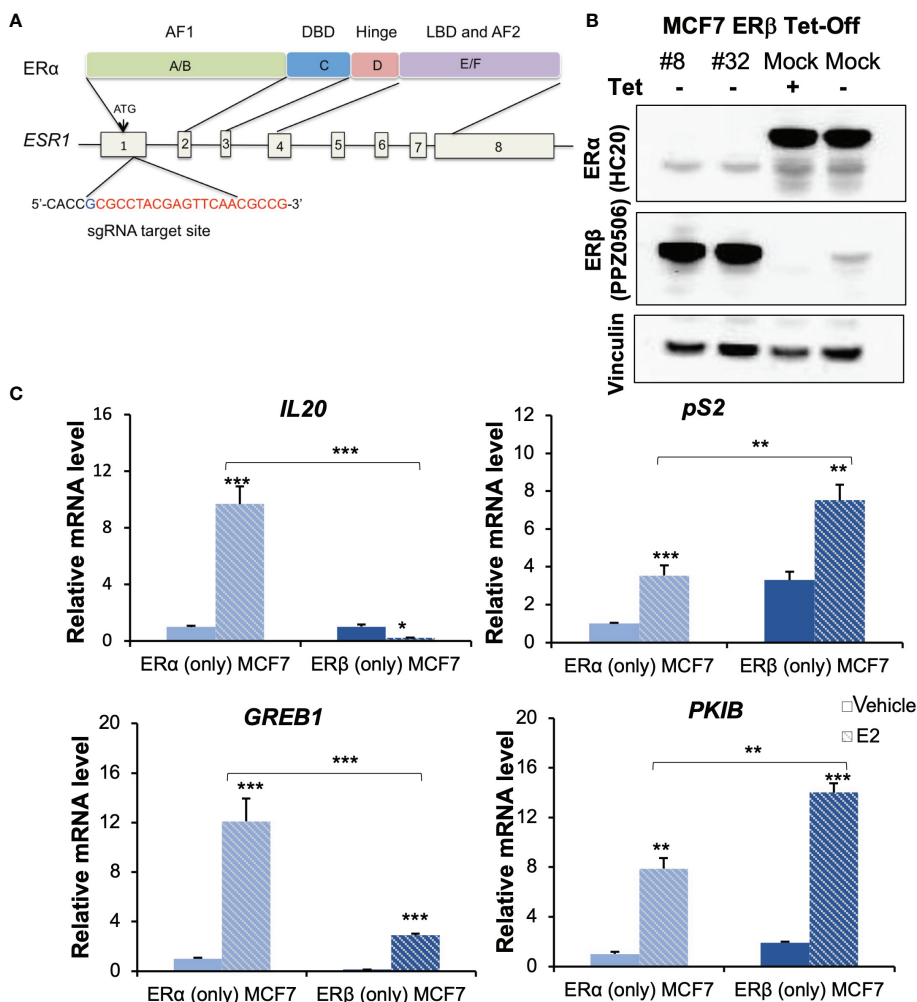 A
AF1 DBD Hinge LBD and AF2
ERα A/B C D E/F
ATG
ESR1 1 2 3 4 5 6 7 8
5'-CACCGCGCCTACGAGTTCAACGCCG-3'
sgRNA target site
B
MCF7 ERβ Tet-Off
#8 #32 Mock Mock
Tet - - + -
ERα
(HC20)
ERβ
(PPZ0506)
Vinculin
C
IL20
Relative mRNA level
16
12
8
4
0
***
***
*
ERα (only) MCF7 ERβ (only) MCF7
pS2
Relative mRNA level
12
10
8
6
4
2
0
**
***
**
ERα (only) MCF7 ERβ (only) MCF7
GREB1
Relative mRNA level
20
16
12
8
4
0
***
***
***
ERα (only) MCF7 ERβ (only) MCF7
PKIB
Relative mRNA level
20
16
12
8
4
0
**
**
***
ERα (only) MCF7 ERβ (only) MCF7
Vehicle
E2